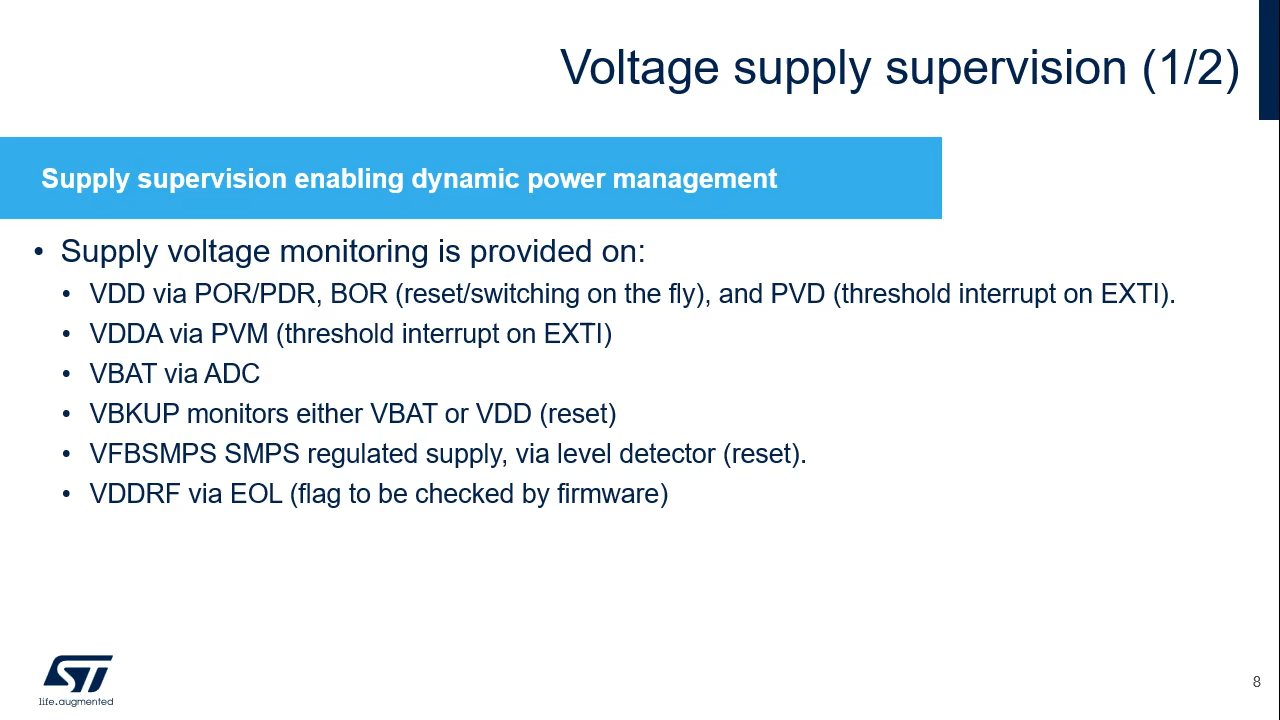 Voltage supply supervision (1/2)
Supply supervision enabling dynamic power management
• Supply voltage monitoring is provided on:
• VDD via POR/PDR, BOR (reset/switching on the fly), and PVD (threshold interrupt on EXTI).
• VDDA via PVM (threshold interrupt on EXTI)
• VBAT via ADC
• VBKUP monitors either VBAT or VDD (reset)
• VFBSMPS SMPS regulated supply, via level detector (reset).
• VDDRF via EOL (flag to be checked by firmware)
ST
life.augmented
8